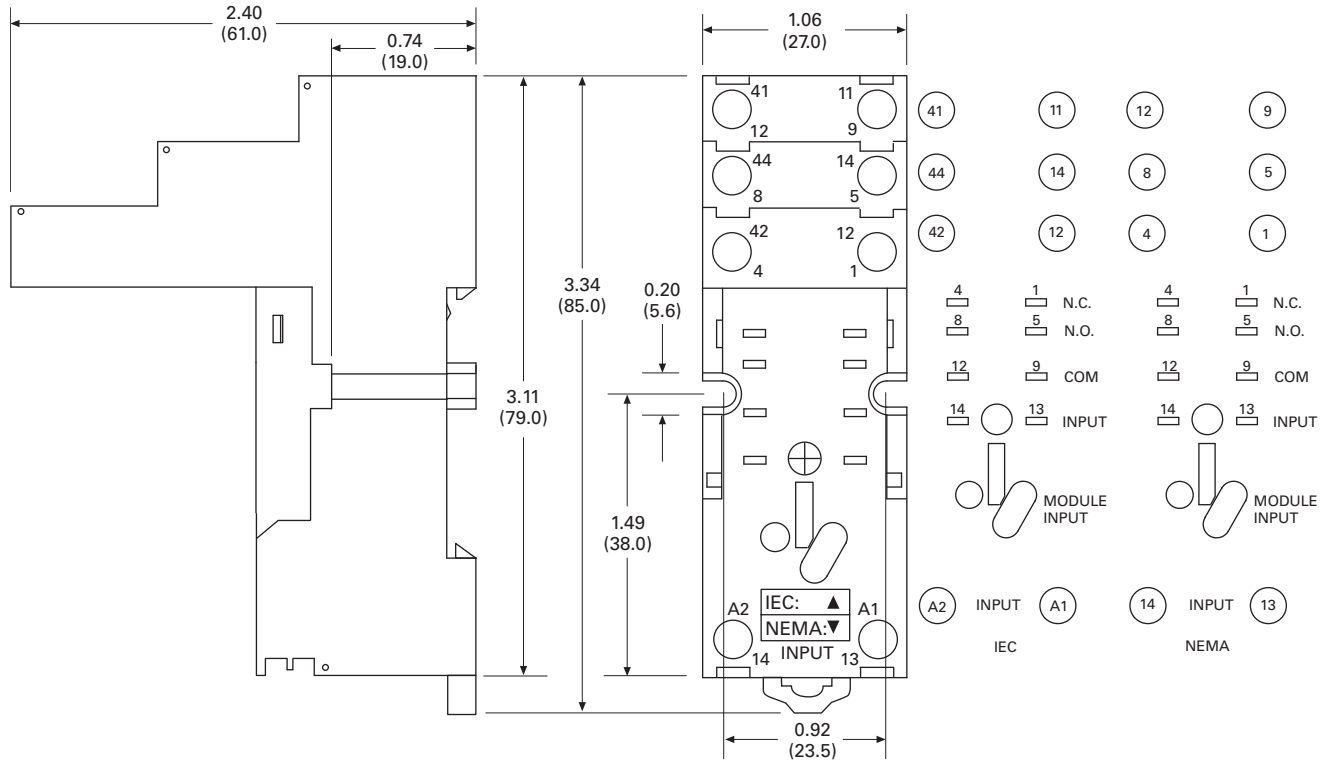 2.40
(61.0)
0.74
(19.0)
1.06
(27.0)
41 11
12 9
44 14
8 5
42 12
4 1
3.34
(85.0)
0.20
(5.6)
3.11
(79.0)
1.49
(38.0)
A2 IEC: ▲ A1
NEMA:▼
14 INPUT 13
0.92
(23.5)
41 11 12 9
44 14 8 5
42 12 4 1
4 1 N.C. 4 1 N.C.
8 5 N.O. 8 5 N.O.
12 9 COM 12 9 COM
14 13 INPUT 14 13 INPUT
MODULE
INPUT
MODULE
INPUT
A2 INPUT A1 14 INPUT 13
IEC NEMA